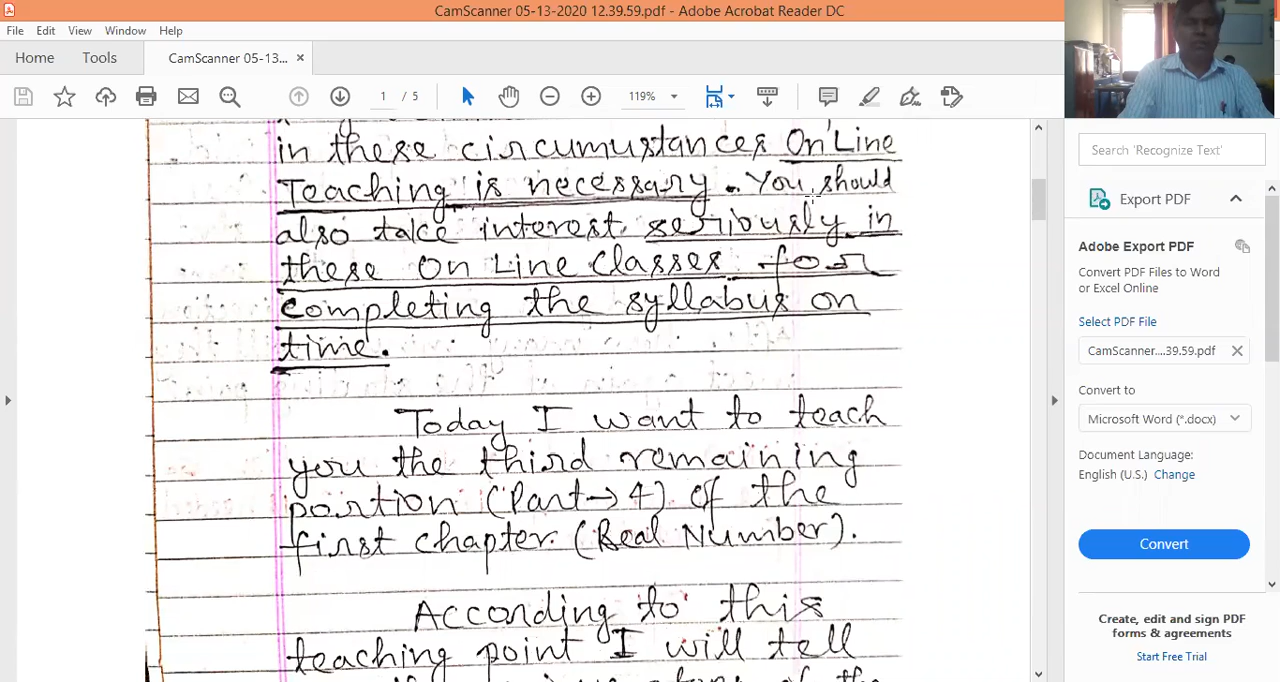 CamScanner 05-13-2020 12.39.59.pdf - Adobe Acrobat Reader DC
File Edit View Window Help
Home Tools CamScanner 05-13... ×
1 / 5 119%
in these circumustances On Line
Teaching is necessary. You should
also take interest seriously in
these On Line Classes for
completing the syllabus on
time.
Today I want to teach
you the third remaining
portion (Part→4) of the
first chapter (Real Number).
According to this
teaching point I will tell
Search 'Recognize Text'
Export PDF
Adobe Export PDF
Convert PDF Files to Word
or Excel Online
Select PDF File
CamScanner....39.59.pdf ×
Convert to
Microsoft Word (*.docx)
Document Language:
English (U.S.) Change
Convert
Create, edit and sign PDF
forms & agreements
Start Free Trial